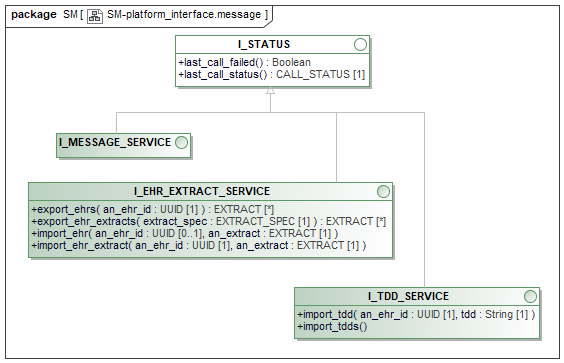 package SM [ SM-platform_interface.message ]
I_STATUS
+last_call_failed() : Boolean
+last_call_status() : CALL_STATUS [1]
I_MESSAGE_SERVICE
I_EHR_EXTRACT_SERVICE
+export_ehrs( an_ehr_id : UUID [1] ) : EXTRACT [*]
+export_ehr_extracts( extract_spec : EXTRACT_SPEC [1] ) : EXTRACT [*]
+import_ehr( an_ehr_id : UUID [0..1], an_extract : EXTRACT [1] )
+import_ehr_extract( an_ehr_id : UUID [1], an_extract : EXTRACT [1] )
I_TDD_SERVICE
+import_tdd( an_ehr_id : UUID [1], tdd : String [1] )
+import_tdds()